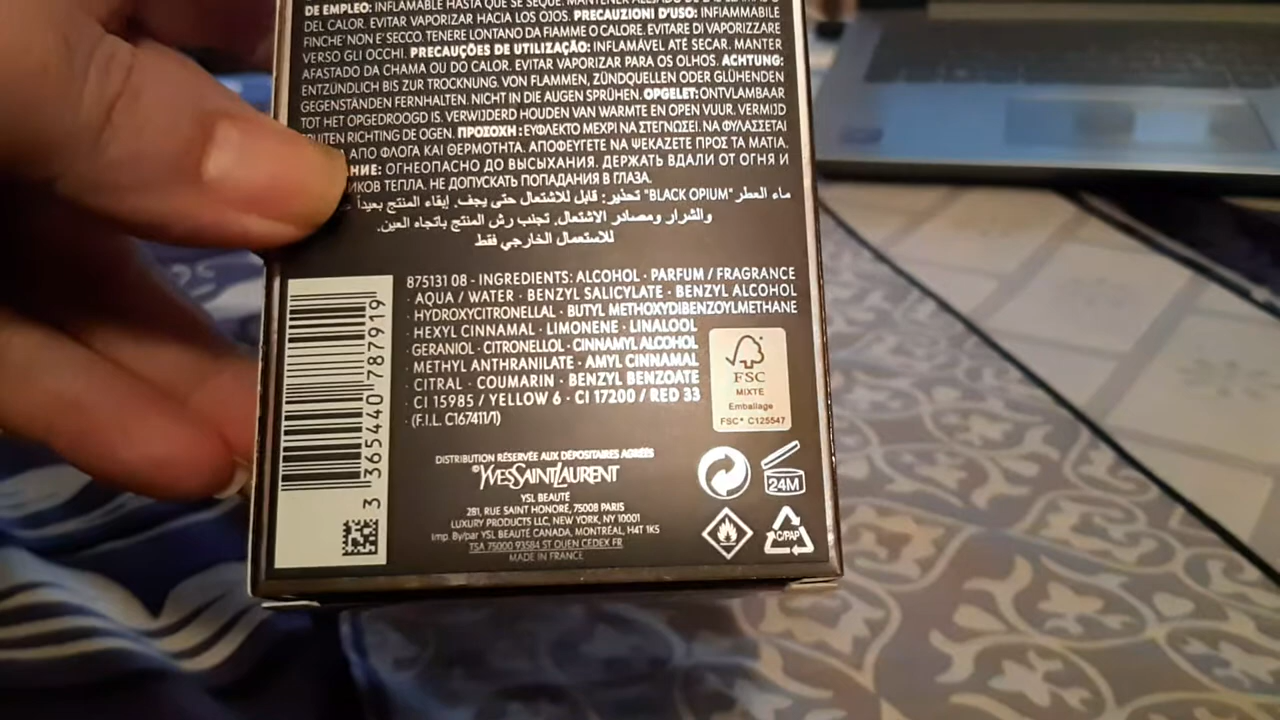 DE EMPLEO: INFLAMABLE HASTA QUE SE SEQUE. MANTENER ALEJADO DE LAS LLAMAS
DEL CALOR. EVITAR VAPORIZAR HACIA LOS OJOS. PRECAUZIONI D'USO: INFIAMMABILE
FINCHE' NON E' SECCO. TENERE LONTANO DA FIAMME O CALORE. EVITARE DI VAPORIZZARE
VERSO GLI OCCHI. PRECAUÇÕES DE UTILIZAÇÃO: INFLAMÁVEL ATÉ SECAR. MANTER
AFASTADO DA CHAMA OU DO CALOR. EVITAR VAPORIZAR PARA OS OLHOS. ACHTUNG:
ENTZÜNDLICH BIS ZUR TROCKNUNG. VON FLAMMEN, ZÜNDQUELLEN ODER GLÜHENDEN
GEGENSTÄNDEN FERNHALTEN. NICHT IN DIE AUGEN SPRÜHEN. OPGELET: ONTVLAMBAAR
TOT HET OPGEDROOGD IS. VERWIJDERD HOUDEN VAN WARMTE EN OPEN VUUR. VERMIJD
RICHTING DE OGEN. ΠΡΟΣΟΧΗ: ΕΥΦΛΕΚΤΟ ΜΕΧΡΙ ΝΑ ΣΤΕΓΝΩΣΕΙ. ΝΑ ΦΥΛΑΣΣΕΤΑΙ
ΑΠΟ ΦΛΟΓΑ ΚΑΙ ΘΕΡΜΟΤΗΤΑ. ΑΠΟΦΕΥΓΕΤΕ ΝΑ ΨΕΚΑΖΕΤΕ ΠΡΟΣ ΤΑ ΜΑΤΙΑ.
АНИЕ: ОГНЕОПАСНО ДО ВЫСЫХАНИЯ. ДЕРЖАТЬ ВДАЛИ ОТ ОГНЯ И
ИКОВ ТЕПЛА. НЕ ДОПУСКАТЬ ПОПАДАНИЯ В ГЛАЗА.
ماء العطر "BLACK OPIUM" تحذير: قابل للاشتعال حتى يجف. إبقاء المنتج بعيداً
والشرار ومصادر الاشتعال. تجنب رش المنتج باتجاه العين.
للاستعمال الخارجي فقط
875131 08 - INGREDIENTS: ALCOHOL · PARFUM / FRAGRANCE
· AQUA / WATER · BENZYL SALICYLATE · BENZYL ALCOHOL
· HYDROXYCITRONELLAL · BUTYL METHOXYDIBENZOYLMETHANE
· HEXYL CINNAMAL · LIMONENE · LINALOOL
· GERANIOL · CITRONELLOL · CINNAMYL ALCOHOL
· METHYL ANTHRANILATE · AMYL CINNAMAL
· CITRAL · COUMARIN · BENZYL BENZOATE
· CI 15985 / YELLOW 6 · CI 17200 / RED 33
· (F.I.L. C167411/1)
3 365440 787919
FSC
MIXTE
Emballage
FSC® C125547
DISTRIBUTION RÉSERVÉE AUX DÉPOSITAIRES AGRÉÉS
©YVESSAINTLAURENT
YSL BEAUTÉ
281, RUE SAINT HONORÉ, 75008 PARIS
LUXURY PRODUCTS LLC, NEW YORK, NY 10001
Imp. By/par YSL BEAUTÉ CANADA, MONTRÉAL, H4T 1K5
TSA 75000 93584 ST OUEN CEDEX FR
MADE IN FRANCE
24M
C/PAP